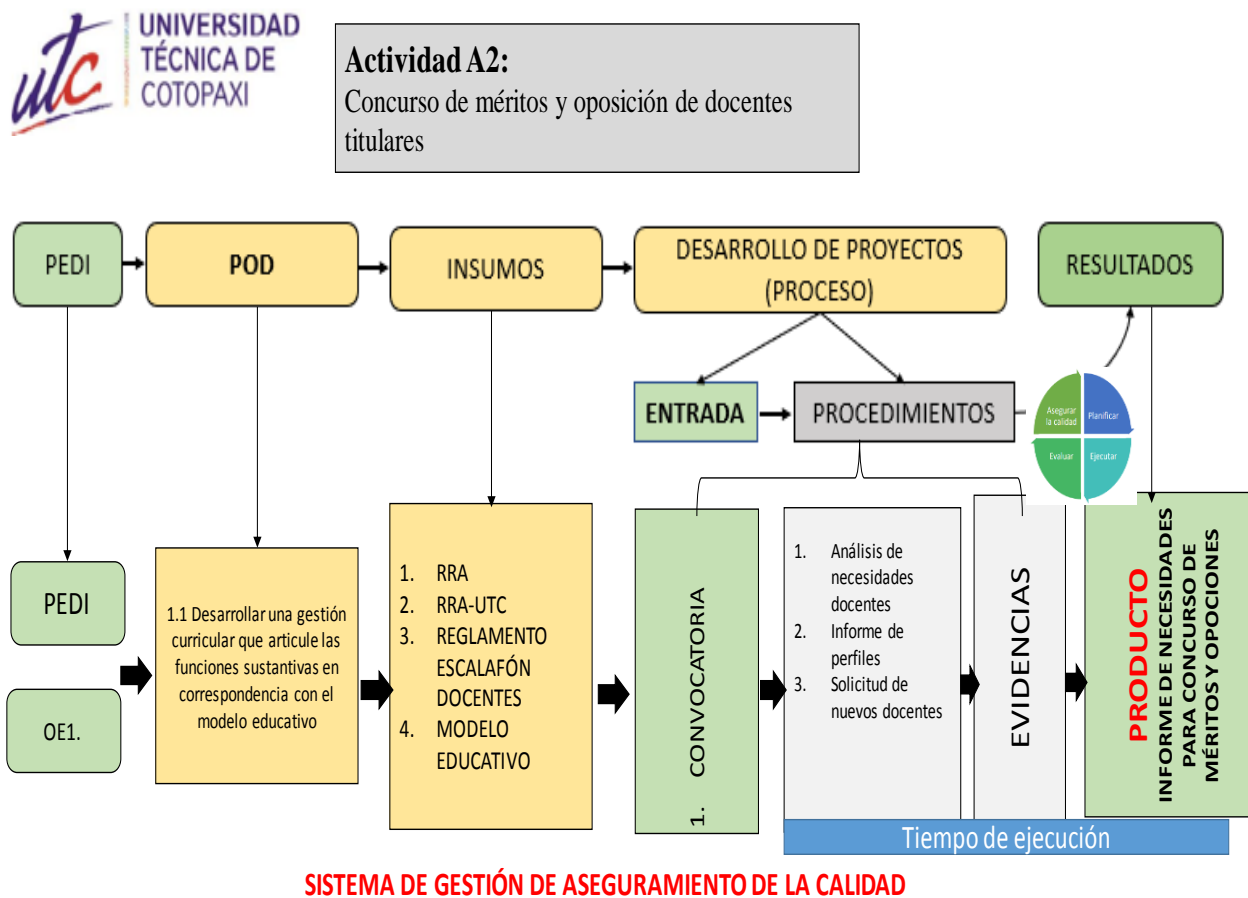 utc
UNIVERSIDAD
TÉCNICA DE
COTOPAXI
Actividad A2:
Concurso de méritos y oposición de docentes
titulares
PEDI
POD
INSUMOS
DESARROLLO DE PROYECTOS
(PROCESO)
RESULTADOS
ENTRADA
PROCEDIMIENTOS
Asegurar
la calidad
Planificar
Evaluar
Ejecutar
PEDI
OE1.
1.1 Desarrollar una gestión
curricular que articule las
funciones sustantivas en
correspondencia con el
modelo educativo
1. RRA
2. RRA-UTC
3. REGLAMENTO
ESCALAFÓN
DOCENTES
4. MODELO
EDUCATIVO
1. CONVOCATORIA
1. Análisis de
necesidades
docentes
2. Informe de
perfiles
3. Solicitud de
nuevos docentes
EVIDENCIAS
PRODUCTO
INFORME DE NECESIDADES
PARA CONCURSO DE
MÉRITOS Y OPOCIONES
Tiempo de ejecución
SISTEMA DE GESTIÓN DE ASEGURAMIENTO DE LA CALIDAD